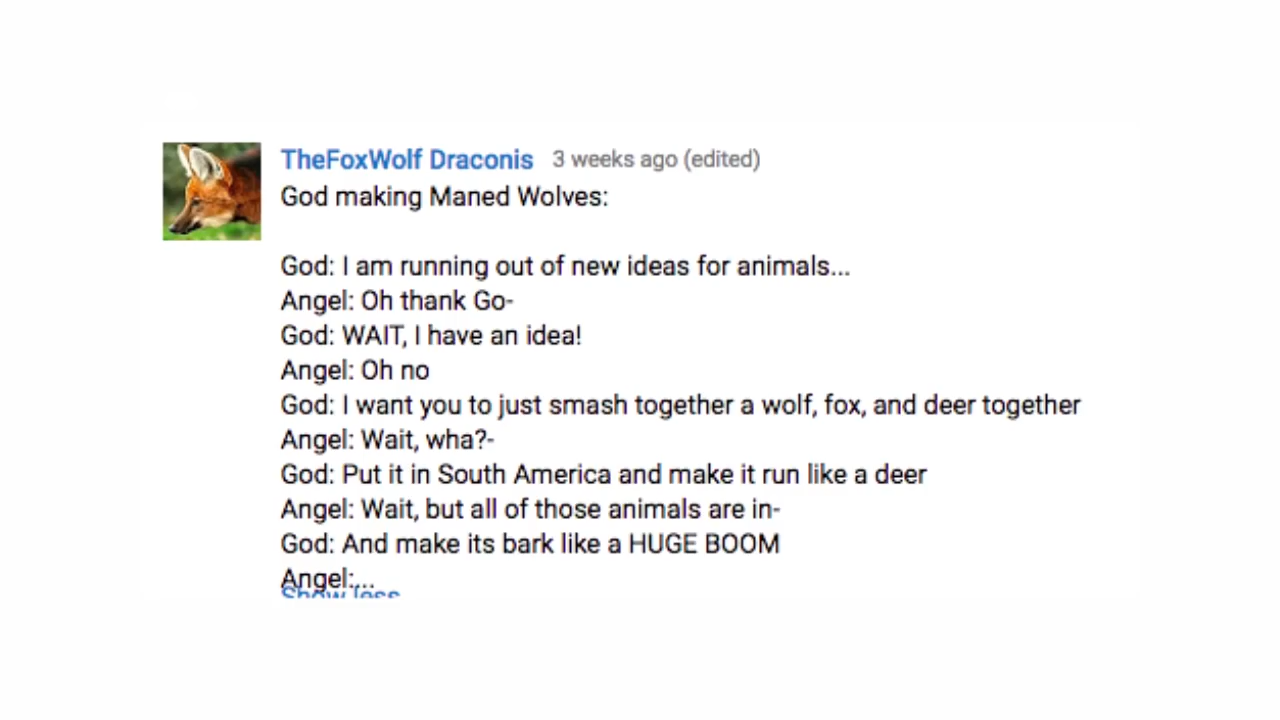 TheFoxWolf Draconis 3 weeks ago (edited)
God making Maned Wolves:
God: I am running out of new ideas for animals...
Angel: Oh thank Go-
God: WAIT, I have an idea!
Angel: Oh no
God: I want you to just smash together a wolf, fox, and deer together
Angel: Wait, wha?-
God: Put it in South America and make it run like a deer
Angel: Wait, but all of those animals are in-
God: And make its bark like a HUGE BOOM
Angel:...
Show less